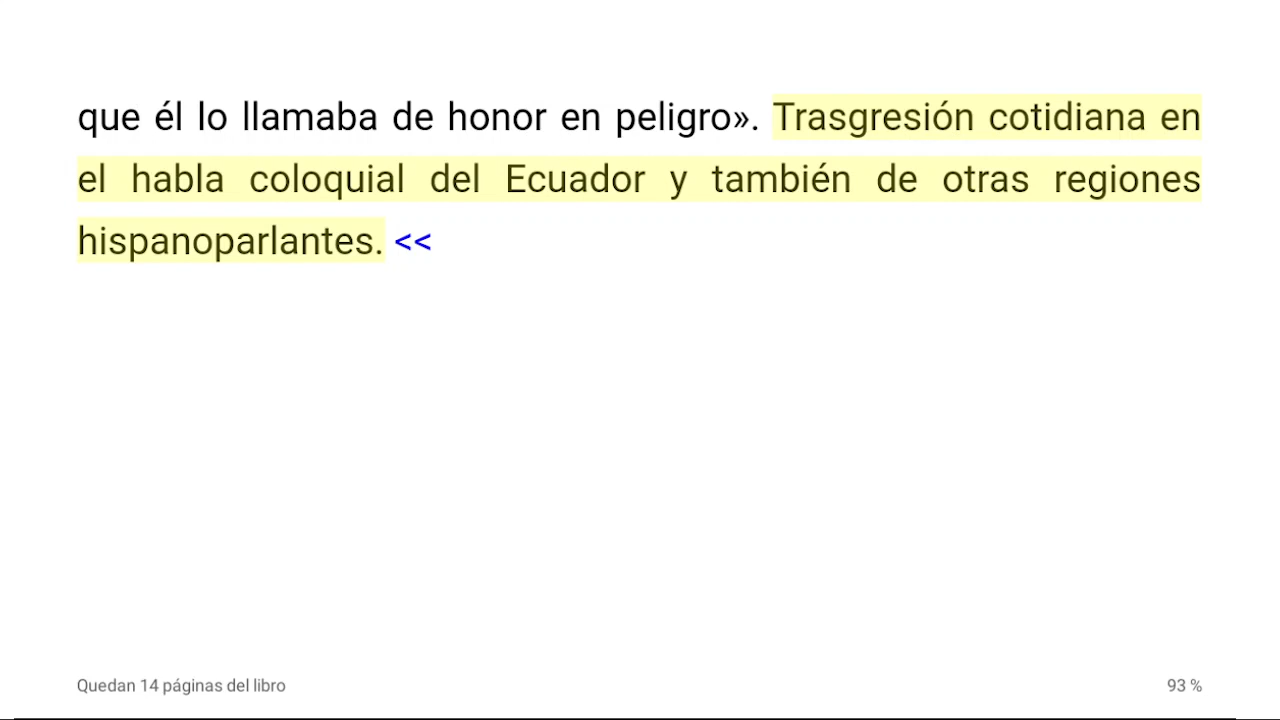 que él lo llamaba de honor en peligro». Trasgresión cotidiana en
el habla coloquial del Ecuador y también de otras regiones
hispanoparlantes. <<
Quedan 14 páginas del libro
93 %